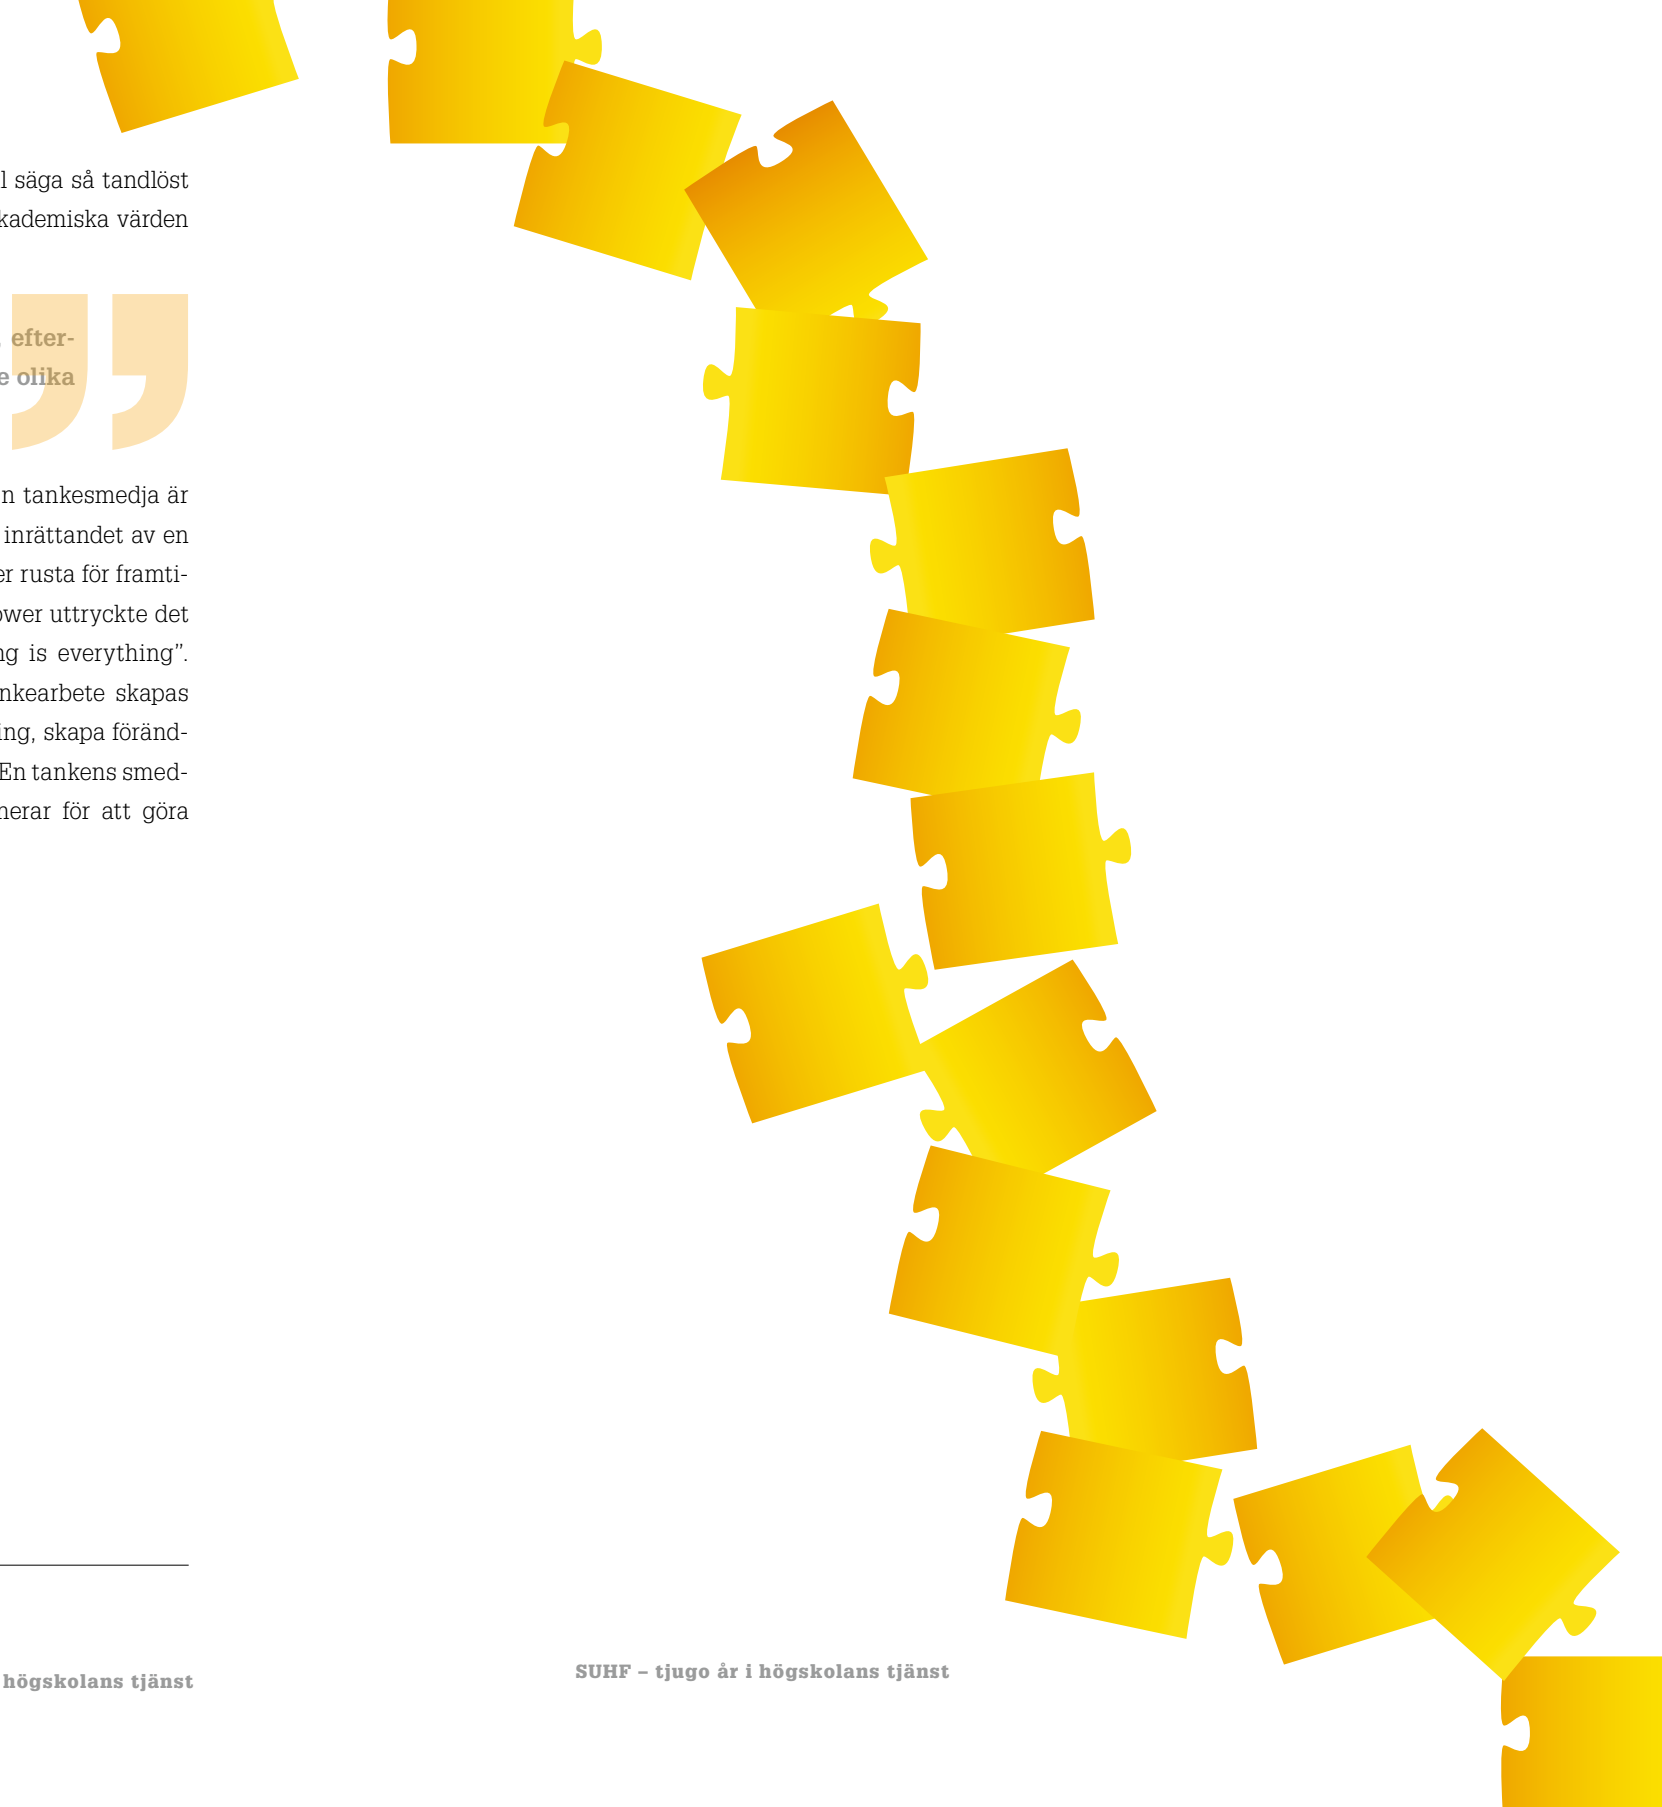 l säga så tandlöst
kademiska värden
efter-
e olika
n tankesmedja är
inrättandet av en
er rusta för framti-
ower uttryckte det
ng is everything”.
nkearbete skapas
ing, skapa föränd-
En tankens smed-
nerar för att göra
högskolans tjänst
SUHF – tjugo år i högskolans tjänst